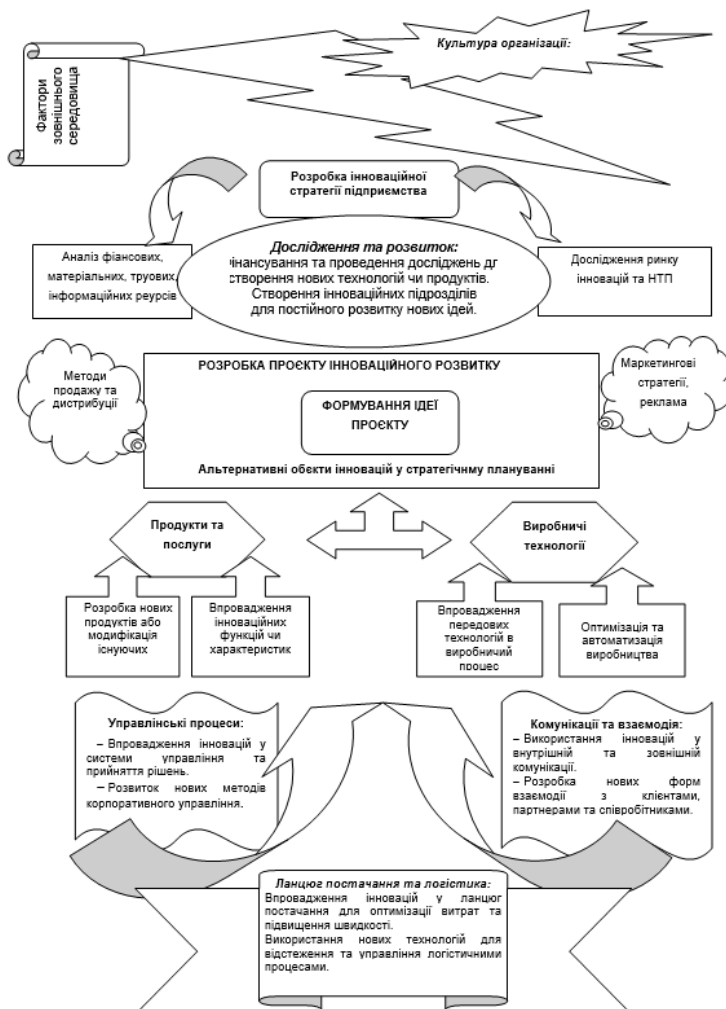 Культура організації:
Фактори
зовнішнього
середовища
Розробка інноваційної
стратегії підприємства
Аналіз фіансових,
матеріальних, труових,
інформаційних реурсів
Дослідження та розвиток:
інансування та проведення досліджень д
створення нових технологій чи продуктів.
Створення інноваційних підрозділів
для постійного розвитку нових ідей.
Дослідження ринку
інновацій та НТП
Методи
продажу та
дистрибуції
РОЗРОБКА ПРОЄКТУ ІННОВАЦІЙНОГО РОЗВИТКУ
ФОРМУВАННЯ ІДЕЇ
ПРОЄКТУ
Альтернативні обєкти інновацій у стратегічнму плануванні
Маркетингові
стратегії,
реклама
Продукти та
послуги
Виробничі
технології
Розробка нових
продуктів або
модифікація
існуючих
Впровадження
інноваційних
функцій чи
характеристик
Впровадження
передових
технологій в
виробничий
процес
Оптимізація та
автоматизація
виробництва
Управлінські процеси:
– Впровадження інновацій у
системи управління та
прийняття рішень.
– Розвиток нових методів
корпоративного управління.
Комунікації та взаємодія:
– Використання інновацій у
внутрішній та зовнішній
комунікації.
– Розробка нових форм
взаємодії з клієнтами,
партнерами та співробітниками.
Ланцюг постачання та логістика:
Впровадження інновацій у ланцюг
постачання для оптимізації витрат та
підвищення швидкості.
Використання нових технологій для
відстеження та управління логістичними
процесами.